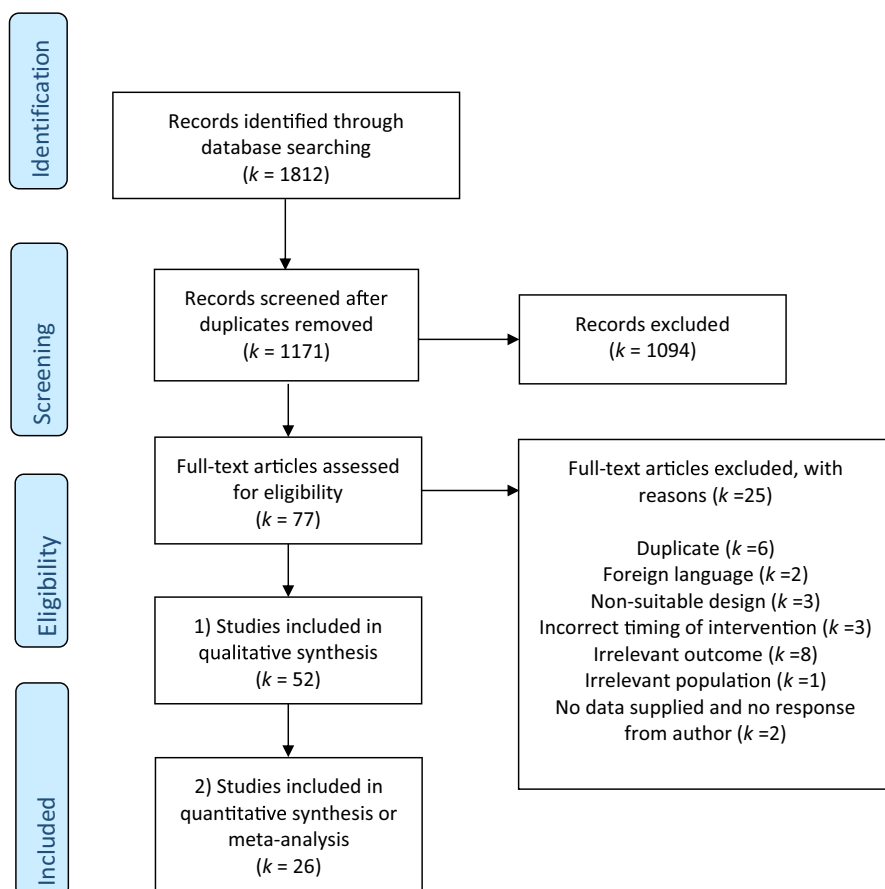 Identification
Records identified through
database searching
(k = 1812)
Screening
Records screened after
duplicates removed
(k = 1171)
Records excluded
(k = 1094)
Eligibility
Full-text articles assessed
for eligibility
(k = 77)
Full-text articles excluded, with
reasons (k =25)
Duplicate (k =6)
Foreign language (k =2)
Non-suitable design (k =3)
Incorrect timing of intervention (k =3)
Irrelevant outcome (k =8)
Irrelevant population (k =1)
No data supplied and no response
from author (k =2)
1) Studies included in
qualitative synthesis
(k = 52)
Included
2) Studies included in
quantitative synthesis or
meta-analysis
(k = 26)